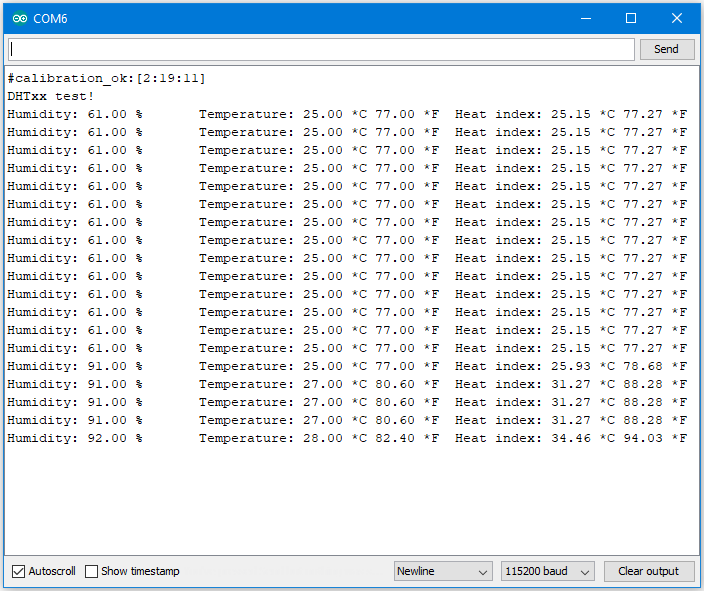 COM6
Send
#calibration_ok:[2:19:11]
DHTxx test!
Humidity: 61.00 %       Temperature: 25.00 *C 77.00 *F  Heat index: 25.15 *C 77.27 *F
Humidity: 61.00 %       Temperature: 25.00 *C 77.00 *F  Heat index: 25.15 *C 77.27 *F
Humidity: 61.00 %       Temperature: 25.00 *C 77.00 *F  Heat index: 25.15 *C 77.27 *F
Humidity: 61.00 %       Temperature: 25.00 *C 77.00 *F  Heat index: 25.15 *C 77.27 *F
Humidity: 61.00 %       Temperature: 25.00 *C 77.00 *F  Heat index: 25.15 *C 77.27 *F
Humidity: 61.00 %       Temperature: 25.00 *C 77.00 *F  Heat index: 25.15 *C 77.27 *F
Humidity: 61.00 %       Temperature: 25.00 *C 77.00 *F  Heat index: 25.15 *C 77.27 *F
Humidity: 61.00 %       Temperature: 25.00 *C 77.00 *F  Heat index: 25.15 *C 77.27 *F
Humidity: 61.00 %       Temperature: 25.00 *C 77.00 *F  Heat index: 25.15 *C 77.27 *F
Humidity: 61.00 %       Temperature: 25.00 *C 77.00 *F  Heat index: 25.15 *C 77.27 *F
Humidity: 61.00 %       Temperature: 25.00 *C 77.00 *F  Heat index: 25.15 *C 77.27 *F
Humidity: 61.00 %       Temperature: 25.00 *C 77.00 *F  Heat index: 25.15 *C 77.27 *F
Humidity: 61.00 %       Temperature: 25.00 *C 77.00 *F  Heat index: 25.15 *C 77.27 *F
Humidity: 61.00 %       Temperature: 25.00 *C 77.00 *F  Heat index: 25.15 *C 77.27 *F
Humidity: 91.00 %       Temperature: 25.00 *C 77.00 *F  Heat index: 25.93 *C 78.68 *F
Humidity: 91.00 %       Temperature: 27.00 *C 80.60 *F  Heat index: 31.27 *C 88.28 *F
Humidity: 91.00 %       Temperature: 27.00 *C 80.60 *F  Heat index: 31.27 *C 88.28 *F
Humidity: 91.00 %       Temperature: 27.00 *C 80.60 *F  Heat index: 31.27 *C 88.28 *F
Humidity: 92.00 %       Temperature: 28.00 *C 82.40 *F  Heat index: 34.46 *C 94.03 *F
Autoscroll Show timestamp Newline 115200 baud Clear output